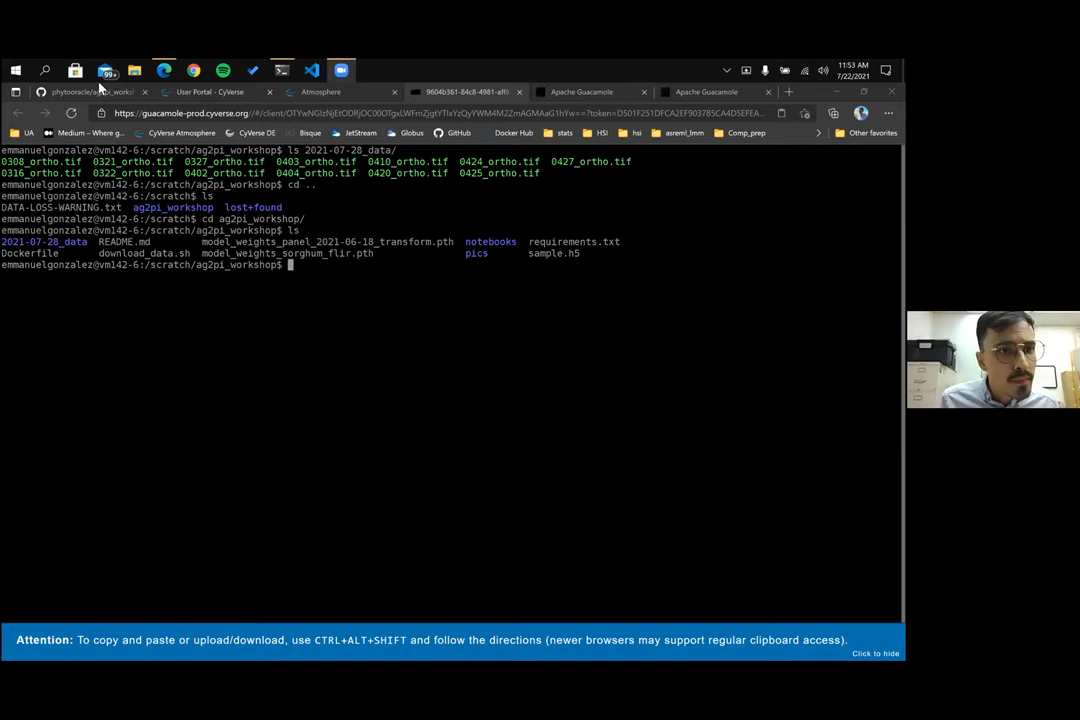 99+
11:53 AM
7/22/2021
phytooracle/ag2pi_works
User Portal - CyVerse
Atmosphere
9604b361-84c8-4981-aff8
Apache Guacamole
Apache Guacamole
UA
Medium – Where g...
CyVerse Atmosphere
CyVerse DE
Bisque
JetStream
Globus
GitHub
Docker Hub
stats
HSI
hsi
asreml_html
Comp_prep
Other favorites
emmanuelgonzalez@vm142-6:/scratch/ag2pi_workshop$ ls 2021-07-28_data/
0308_ortho.tif 0321_ortho.tif 0327_ortho.tif 0403_ortho.tif 0410_ortho.tif 0424_ortho.tif 0427_ortho.tif
0316_ortho.tif 0322_ortho.tif 0402_ortho.tif 0404_ortho.tif 0420_ortho.tif 0425_ortho.tif
emmanuelgonzalez@vm142-6:/scratch/ag2pi_workshop$ cd ..
emmanuelgonzalez@vm142-6:/scratch$ ls
DATA-LOSS-WARNING.txt ag2pi_workshop lost+found
emmanuelgonzalez@vm142-6:/scratch$ cd ag2pi_workshop/
emmanuelgonzalez@vm142-6:/scratch/ag2pi_workshop$ ls
2021-07-28_data README.md model_weights_panel_2021-06-18_transform.pth notebooks requirements.txt
Dockerfile download_data.sh model_weights_sorghum_flir.pth pics sample.h5
emmanuelgonzalez@vm142-6:/scratch/ag2pi_workshop$
Attention: To copy and paste or upload/download, use CTRL+ALT+SHIFT and follow the directions (newer browsers may support regular clipboard access).
Click to hide